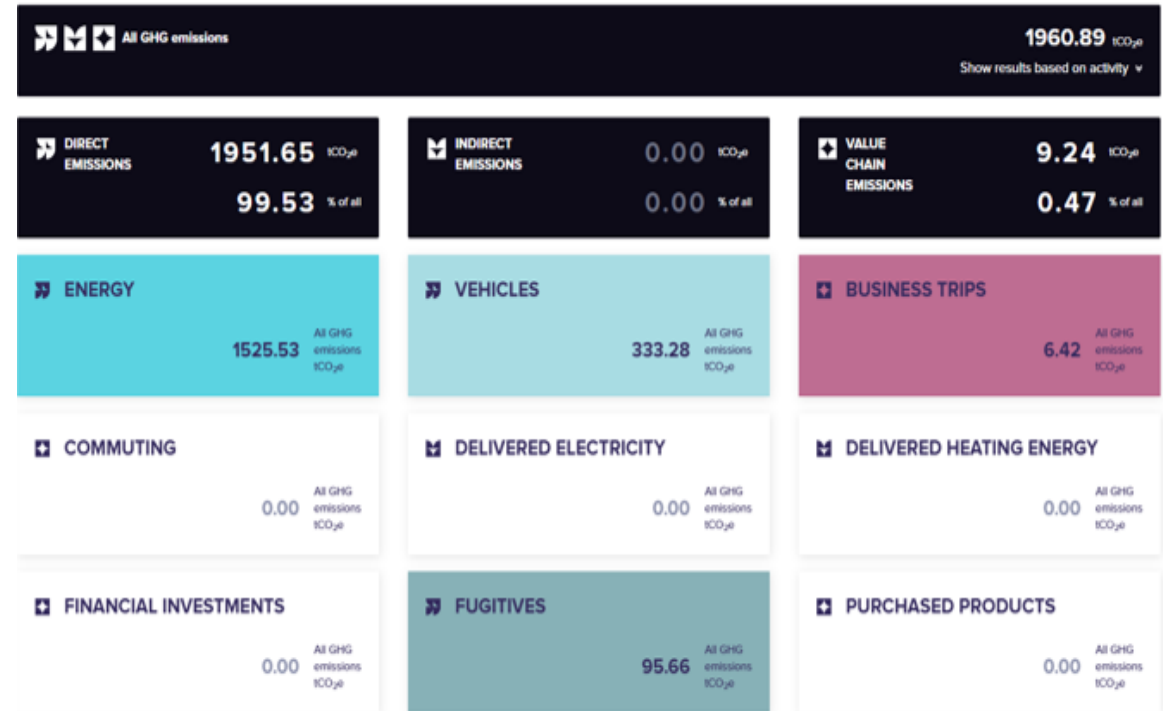 All GHG emissions
1960.89 tCO₂e
Show results based on activity
DIRECT EMISSIONS
1951.65 tCO₂e
99.53 % of all
INDIRECT EMISSIONS
0.00 tCO₂e
0.00 % of all
VALUE CHAIN EMISSIONS
9.24 tCO₂e
0.47 % of all
ENERGY
1525.53 All GHG emissions tCO₂e
VEHICLES
333.28 All GHG emissions tCO₂e
BUSINESS TRIPS
6.42 All GHG emissions tCO₂e
COMMUTING
0.00 All GHG emissions tCO₂e
DELIVERED ELECTRICITY
0.00 All GHG emissions tCO₂e
DELIVERED HEATING ENERGY
0.00 All GHG emissions tCO₂e
FINANCIAL INVESTMENTS
0.00 All GHG emissions tCO₂e
FUGITIVES
95.66 All GHG emissions tCO₂e
PURCHASED PRODUCTS
0.00 All GHG emissions tCO₂e